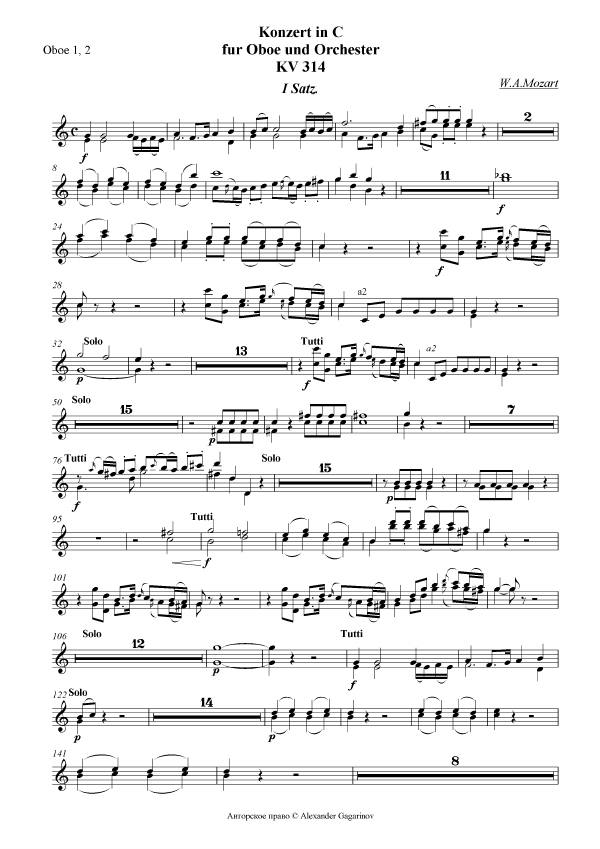 Konzert in C
Oboe 1, 2
fur Oboe und Orchester
KV 314
I Satz.
W.A.Mozart
f
2
8
11
f
24
f
28
a2
32 Solo
13
Tutti
a2
p
f
50 Solo
15
7
p
76 Tutti
Solo
15
f
p
95
Tutti
f
101
106 Solo
12
Tutti
p
f
122 Solo
14
p
p
141
8
Авторское право © Alexander Gagarinov